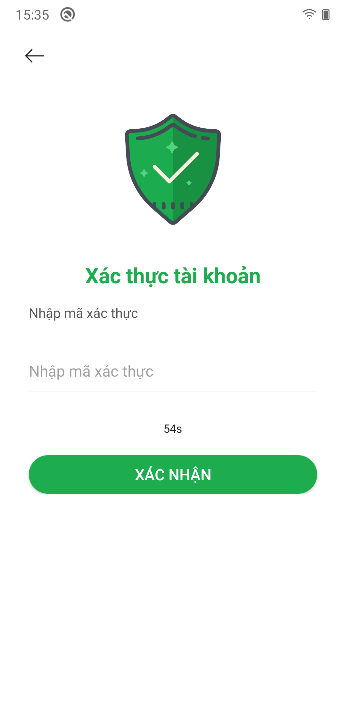 15:35
Xác thực tài khoản
Nhập mã xác thực
Nhập mã xác thực
54s
XÁC NHẬN